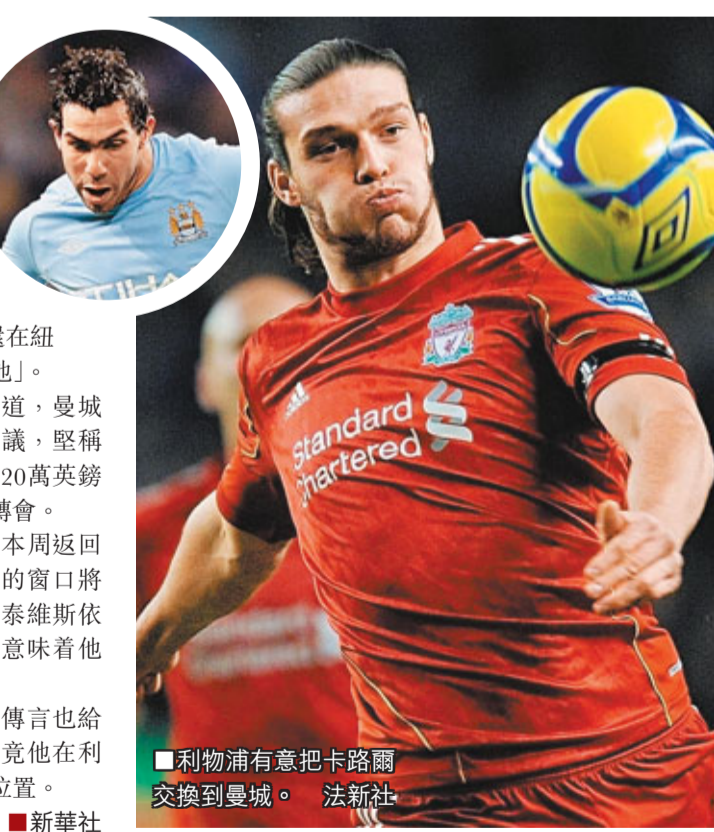 在紐
也」。
道，曼城
議，堅稱
20萬英鎊
轉會。
本周返回
的窗口將
泰維斯依
意味着他
傳言也給
竟他在利
位置。
■新華社
ETIHA
Standard
Chartered
■利物浦有意把卡路爾
交換到曼城。 法新社